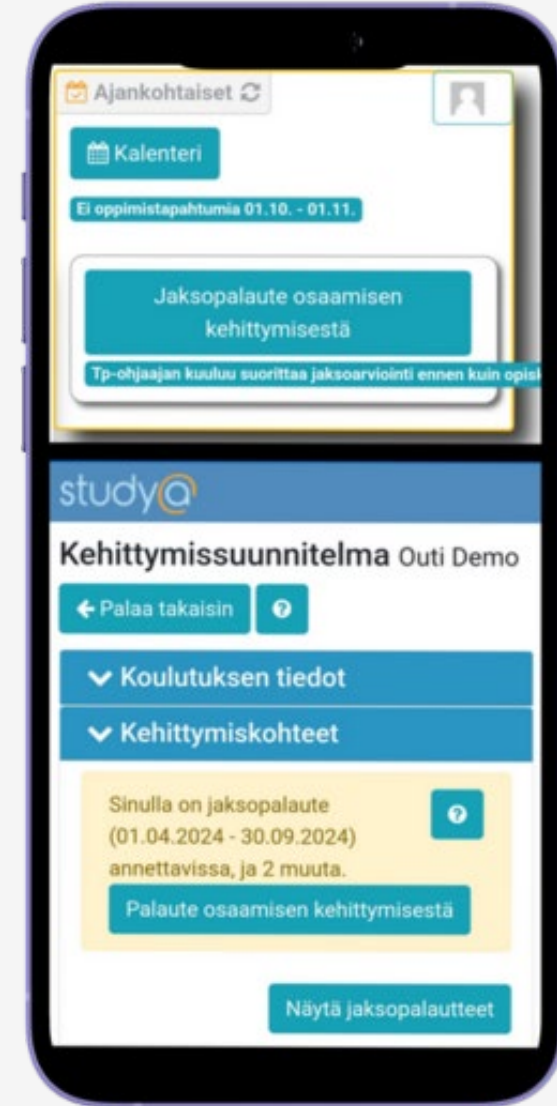 Ajankohtaiset
Kalenteri
Ei oppimistapahtumia 01.10. - 01.11.
Jaksopalaute osaamisen
kehittymisestä
Tp-ohjaajan kuuluu suorittaa jaksoarviointi ennen kuin opisk
study@
Kehittymissuunnitelma Outi Demo
Palaa takaisin ?
Koulutuksen tiedot
Kehittymiskohteet
Sinulla on jaksopalaute ?
(01.04.2024 - 30.09.2024)
annettavissa, ja 2 muuta.
Palaute osaamisen kehittymisestä
Näytä jaksopalautteet